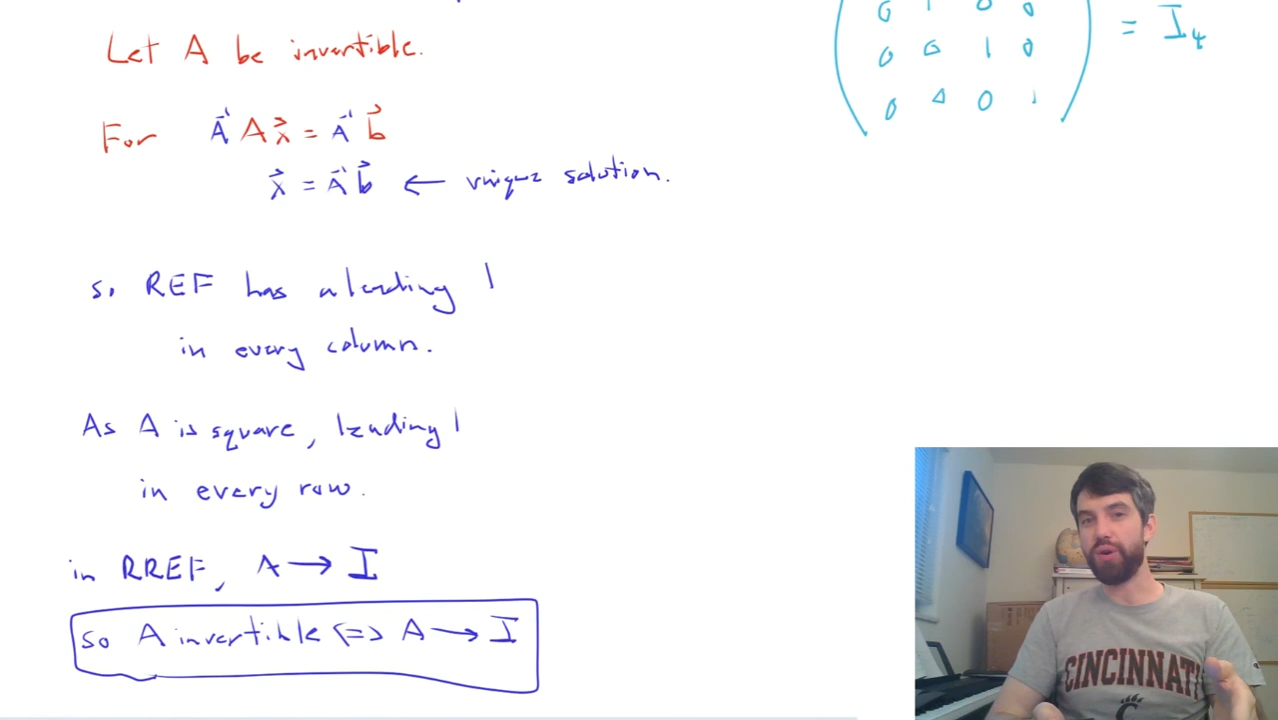 Let A be invertible.
For A⁻¹ A x⃗ = A⁻¹ b⃗
x⃗ = A⁻¹ b⃗ ← unique solution.
so REF has a leading 1
in every column.
As A is square, leading 1
in every row.
in RREF, A → I
so A invertible <=> A → I
0 1 0 0
0 0 1 0 = I₄
0 0 0 1
CINCINNATI
C